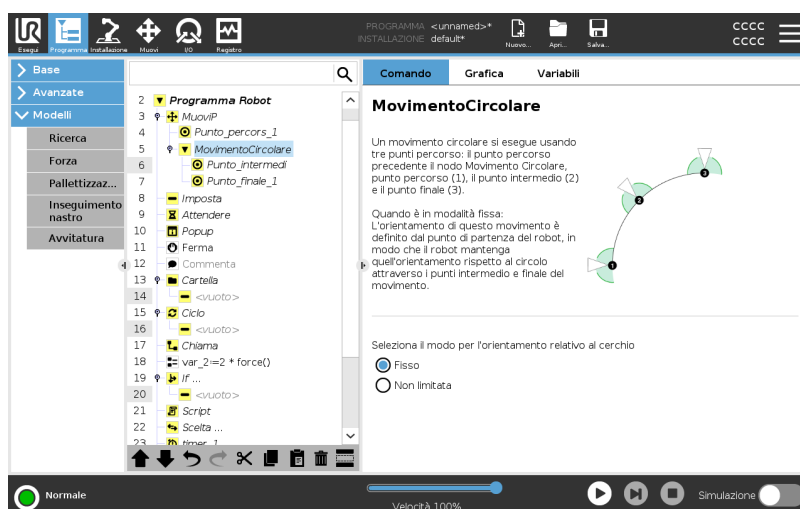 PROGRAMMA <unnamed>*
INSTALLAZIONE default*
Esegui
Programma
Installazione
Muovi
I/O
Registro
Nuovo...
Apri...
Salva...
CCCC
CCCC
Base
Avanzate
Modelli
Ricerca
Forza
Pallettizzaz...
Inseguimento
nastro
Avvitatura
2 Programma Robot
3 MuoviP
4 Punto_percors_1
5 MovimentoCircolare
6 Punto_intermedi
7 Punto_finale_1
8 Imposta
9 Attendere
10 Popup
11 Ferma
12 Commenta
13 Cartella
14 <vuoto>
15 Ciclo
16 <vuoto>
17 Chiama
18 var_2≔2 * force()
19 If ...
20 <vuoto>
21 Script
22 Scelta ...
23 timer_1
Comando
Grafica
Variabili
MovimentoCircolare
Un movimento circolare si esegue usando
tre punti percorso: il punto percorso
precedente il nodo Movimento Circolare,
punto percorso (1), il punto intermedio (2)
e il punto finale (3).
Quando è in modalità fissa:
L'orientamento di questo movimento è
definito dal punto di partenza del robot, in
modo che il robot mantenga
quell'orientamento rispetto al circolo
attraverso i punti intermedio e finale del
movimento.
1
2
3
Seleziona il modo per l'orientamento relativo al cerchio
Fisso
Non limitata
Normale
Velocità 100%
Simulazione